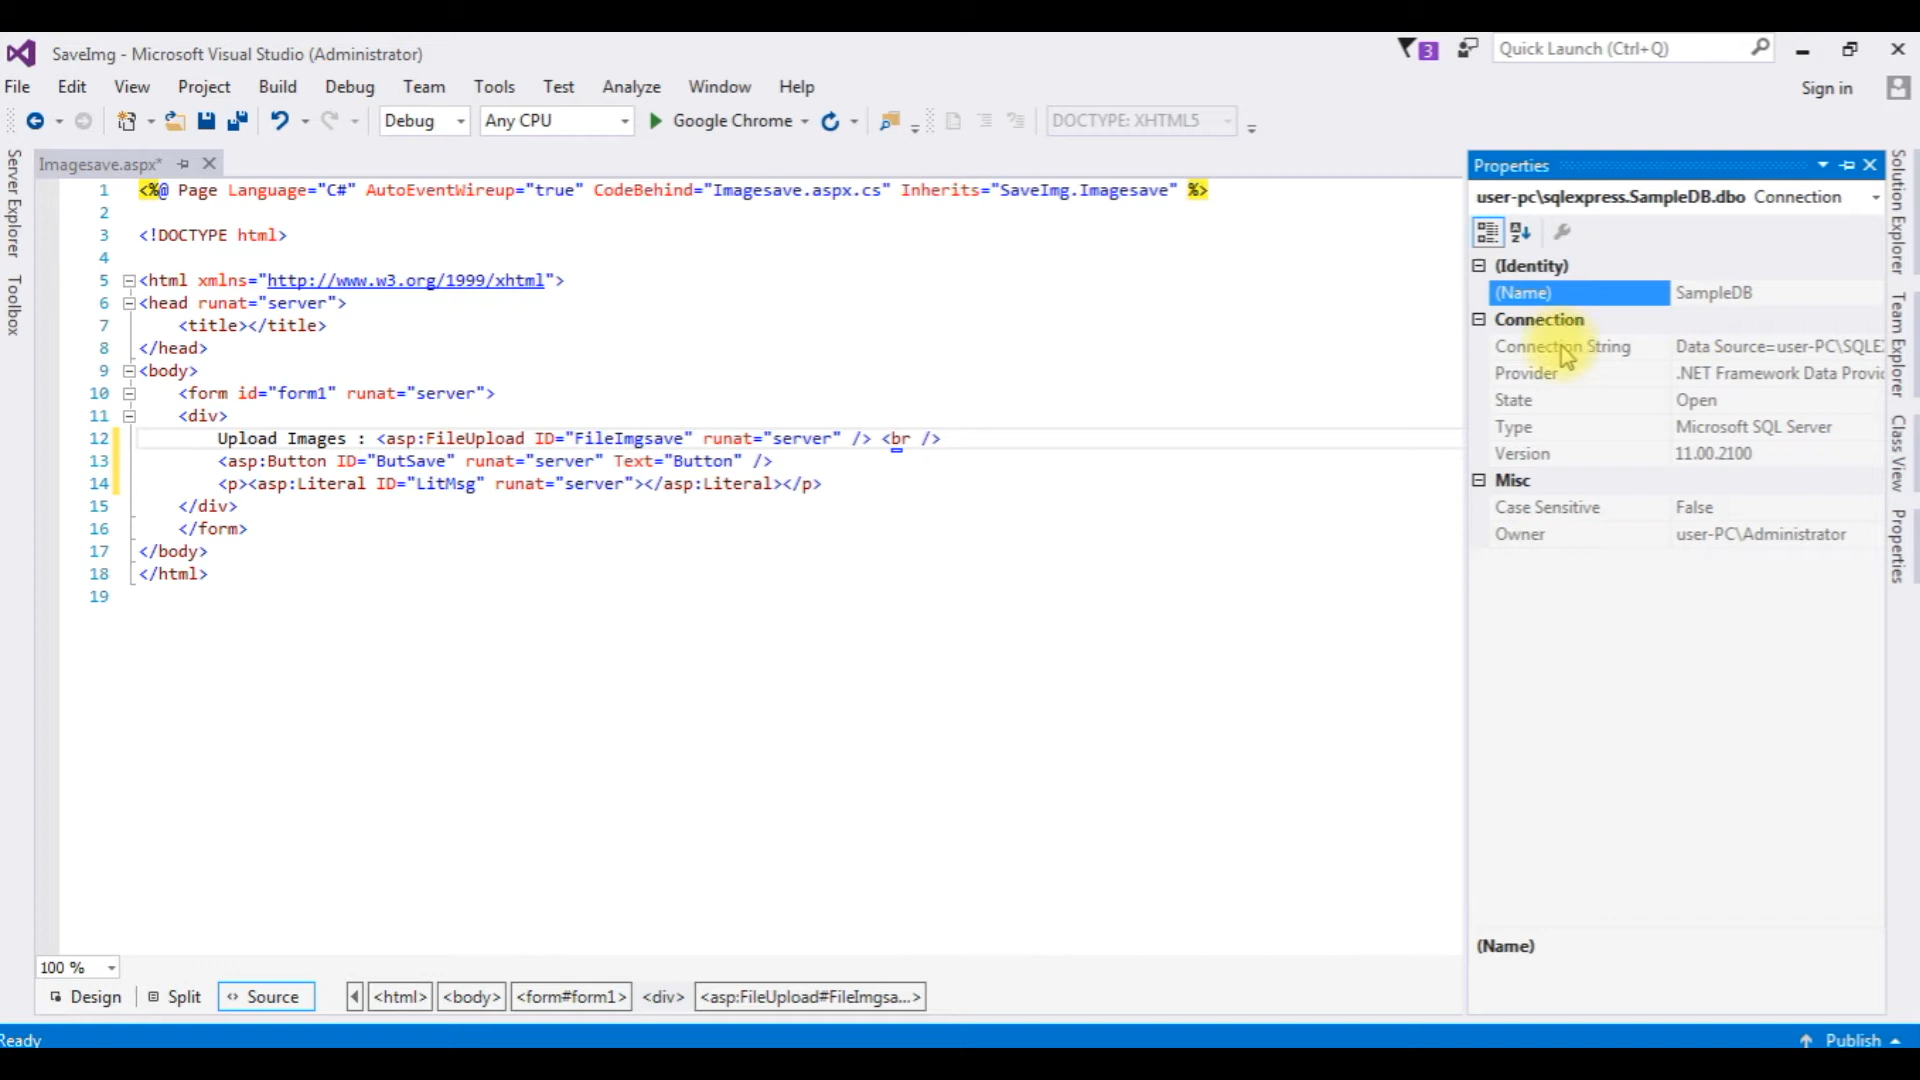 SaveImg - Microsoft Visual Studio (Administrator)
3
Quick Launch (Ctrl+Q)
File Edit View Project Build Debug Team Tools Test Analyze Window Help
Sign in
Debug Any CPU Google Chrome DOCTYPE: XHTML5
Server Explorer
Toolbox
Imagesave.aspx*
1 <%@ Page Language="C#" AutoEventWireup="true" CodeBehind="Imagesave.aspx.cs" Inherits="SaveImg.Imagesave" %>
2
3 <!DOCTYPE html>
4
5 <html xmlns="http://www.w3.org/1999/xhtml">
6 <head runat="server">
7 <title></title>
8 </head>
9 <body>
10 <form id="form1" runat="server">
11 <div>
12 Upload Images : <asp:FileUpload ID="FileImgsave" runat="server" /> <br />
13 <asp:Button ID="ButSave" runat="server" Text="Button" />
14 <p><asp:Literal ID="LitMsg" runat="server"></asp:Literal></p>
15 </div>
16 </form>
17 </body>
18 </html>
19
100 %
Design Split Source <html> <body> <form#form1> <div> <asp:FileUpload#FileImgsa...>
Ready
Publish
Properties
user-pc\sqlexpress.SampleDB.dbo Connection
(Identity)
(Name) SampleDB
Connection
Connection String Data Source=user-PC\SQLEX
Provider .NET Framework Data Provid
State Open
Type Microsoft SQL Server
Version 11.00.2100
Misc
Case Sensitive False
Owner user-PC\Administrator
(Name)
Solution Explorer
Team Explorer
Class View
Properties